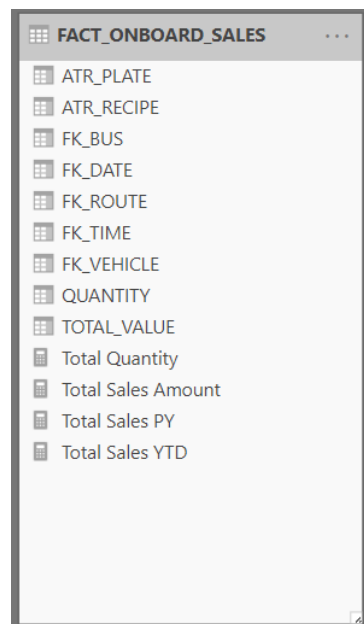 FACT_ONBOARD_SALES
ATR_PLATE
ATR_RECIPE
FK_BUS
FK_DATE
FK_ROUTE
FK_TIME
FK_VEHICLE
QUANTITY
TOTAL_VALUE
Total Quantity
Total Sales Amount
Total Sales PY
Total Sales YTD